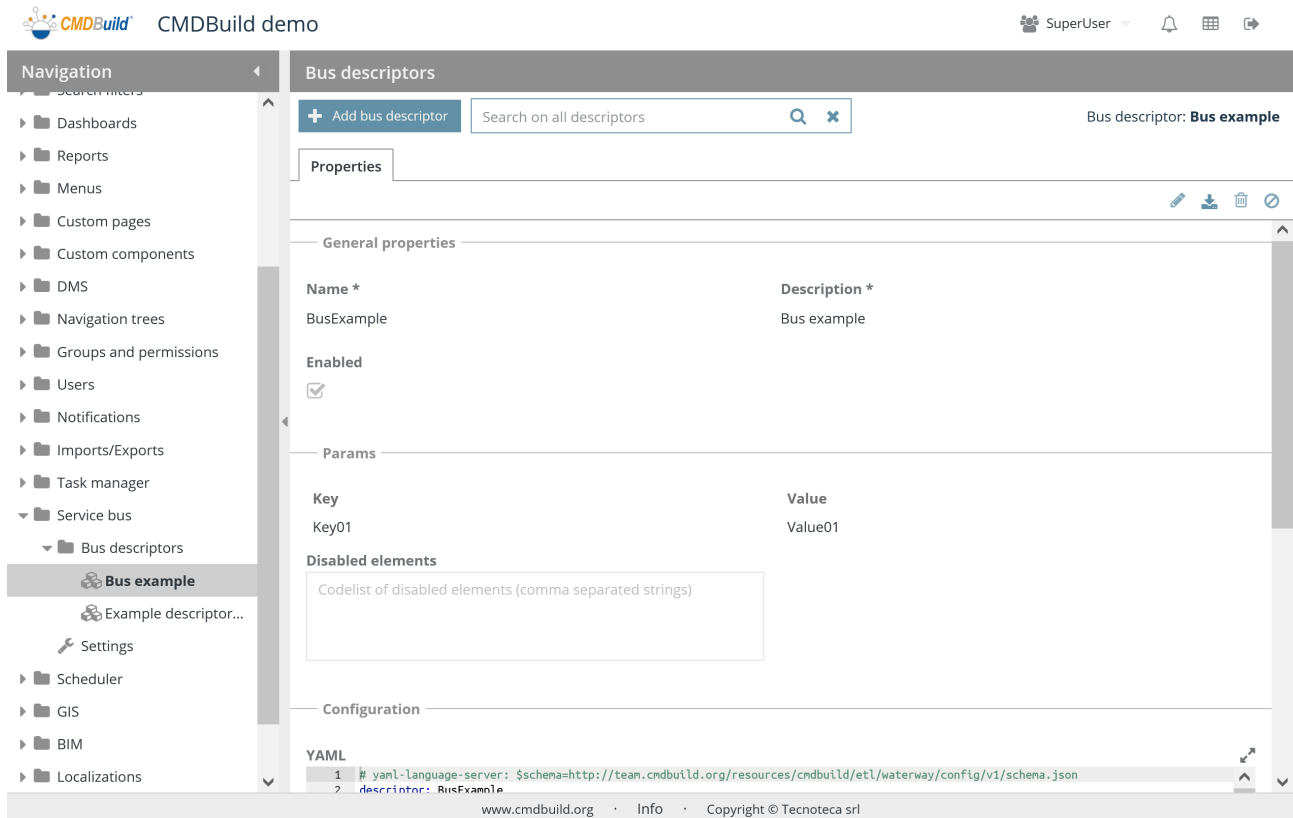 CMDBuild CMDBuild demo SuperUser
Navigation
Search filters
Dashboards
Reports
Menus
Custom pages
Custom components
DMS
Navigation trees
Groups and permissions
Users
Notifications
Imports/Exports
Task manager
Service bus
Bus descriptors
Bus example
Example descriptor...
Settings
Scheduler
GIS
BIM
Localizations
Bus descriptors
Add bus descriptor Search on all descriptors Bus descriptor: Bus example
Properties
General properties
Name * Description *
BusExample Bus example
Enabled
Params
Key Value
Key01 Value01
Disabled elements
Codelist of disabled elements (comma separated strings)
Configuration
YAML
1 # yaml-language-server: $schema=http://team.cmdbuild.org/resources/cmdbuild/etl/waterway/config/v1/schema.json
2 descriptor: BusExample
www.cmdbuild.org · Info · Copyright © Tecnoteca srl